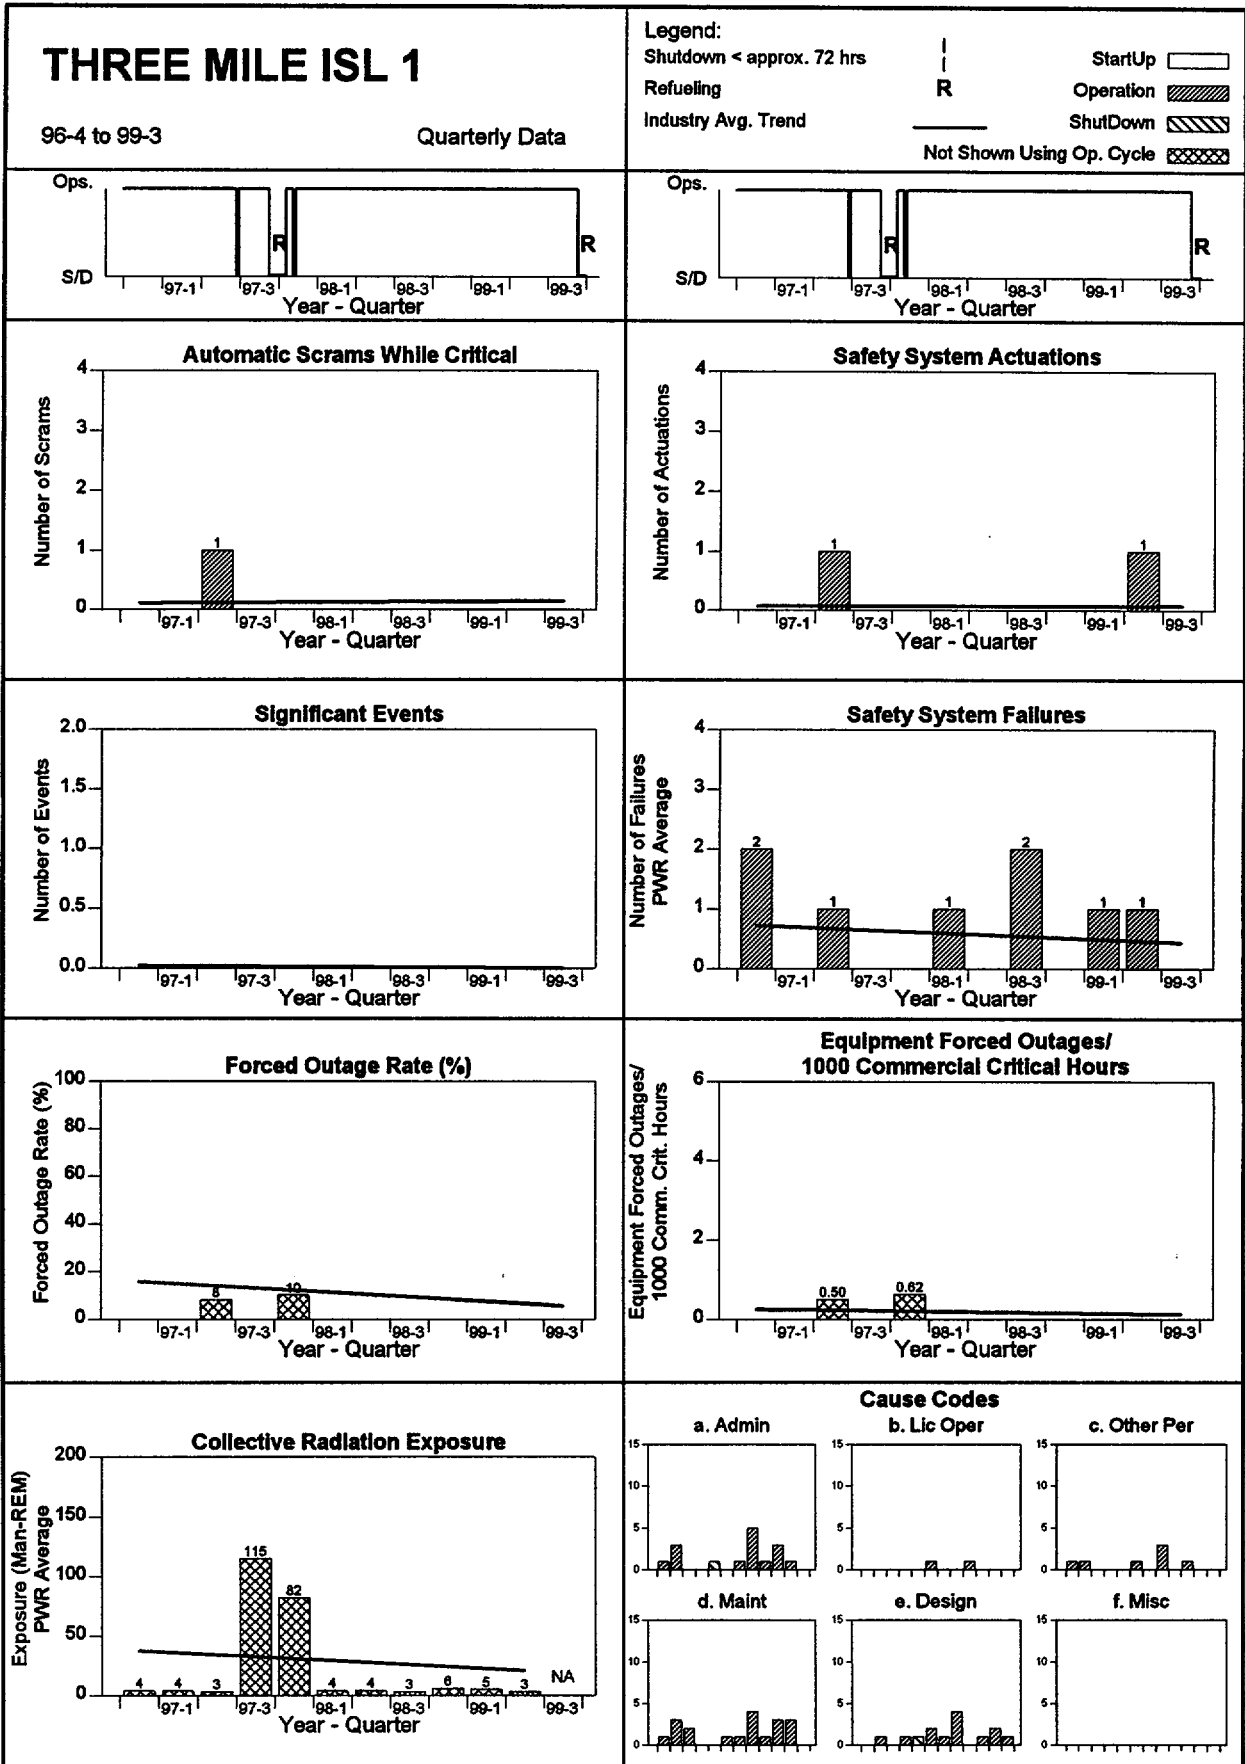 THREE MILE ISL 1
96-4 to 99-3 Quarterly Data
Legend:
Shutdown < approx. 72 hrs
Refueling R
Industry Avg. Trend
StartUp
Operation
ShutDown
Not Shown Using Op. Cycle
Ops.
S/D
R R
97-1 97-3 98-1 98-3 99-1 99-3
Year - Quarter
Ops.
S/D
R R
97-1 97-3 98-1 98-3 99-1 99-3
Year - Quarter
Automatic Scrams While Critical
Number of Scrams
4
3
2
1
0
1
97-1 97-3 98-1 98-3 99-1 99-3
Year - Quarter
Safety System Actuations
Number of Actuations
4
3
2
1
0
1 1
97-1 97-3 98-1 98-3 99-1 99-3
Year - Quarter
Significant Events
Number of Events
2.0
1.5
1.0
0.5
0.0
97-1 97-3 98-1 98-3 99-1 99-3
Year - Quarter
Safety System Failures
Number of Failures
PWR Average
4
3
2
1
0
2 1 1 2 1 1
97-1 97-3 98-1 98-3 99-1 99-3
Year - Quarter
Forced Outage Rate (%)
Forced Outage Rate (%)
100
80
60
40
20
0
8 10
97-1 97-3 98-1 98-3 99-1 99-3
Year - Quarter
Equipment Forced Outages/
1000 Commercial Critical Hours
Equipment Forced Outages/
1000 Comm. Crit. Hours
6
4
2
0
0.50 0.62
97-1 97-3 98-1 98-3 99-1 99-3
Year - Quarter
Collective Radiation Exposure
Exposure (Man-REM)
PWR Average
200
150
100
50
0
4 4 3 115 82 4 4 3 6 5 3 NA
97-1 97-3 98-1 98-3 99-1 99-3
Year - Quarter
Cause Codes
a. Admin
15
10
5
0
b. Lic Oper
15
10
5
0
c. Other Per
15
10
5
0
d. Maint
15
10
5
0
e. Design
15
10
5
0
f. Misc
15
10
5
0